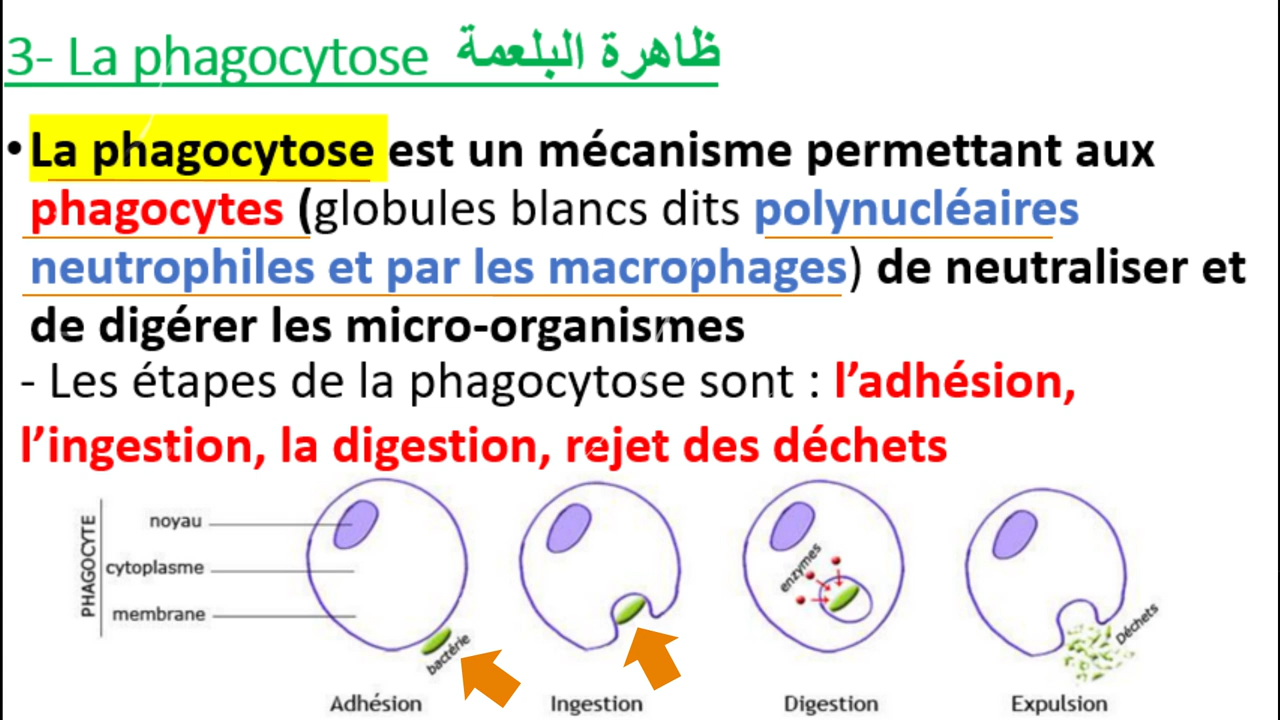 3- La phagocytose ظاهرة البلعمة
•La phagocytose est un mécanisme permettant aux
phagocytes (globules blancs dits polynucléaires
neutrophiles et par les macrophages) de neutraliser et
de digérer les micro-organismes
- Les étapes de la phagocytose sont : l’adhésion,
l’ingestion, la digestion, rejet des déchets
PHAGOCYTE
noyau
cytoplasme
membrane
bactérie
enzymes
Déchets
Adhésion Ingestion Digestion Expulsion